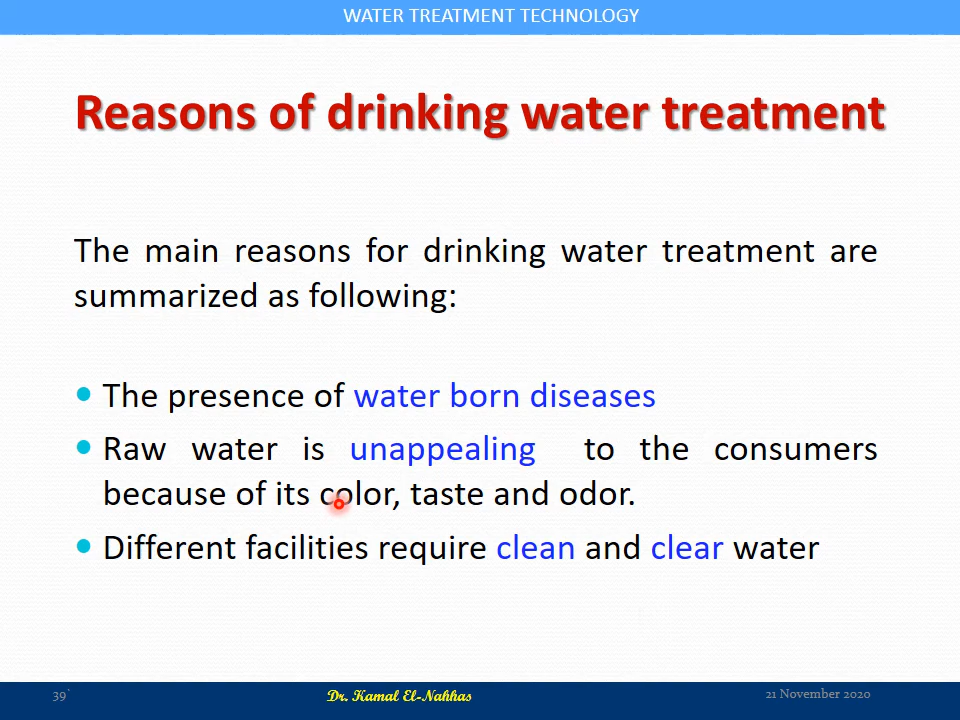 WATER TREATMENT TECHNOLOGY
Reasons of drinking water treatment
The main reasons for drinking water treatment are
summarized as following:
• The presence of water born diseases
• Raw water is unappealing to the consumers
because of its color, taste and odor.
• Different facilities require clean and clear water
39`
Dr. Kamal El-Nahhas
21 November 2020